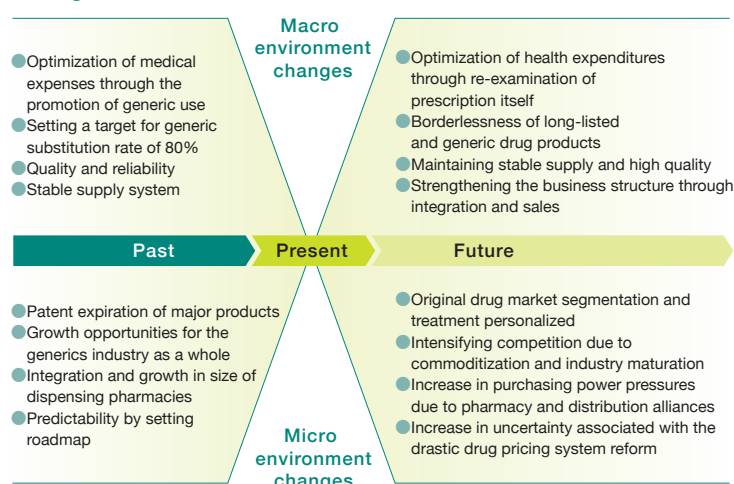 Macro
environment
changes
Optimization of medical
expenses through the
promotion of generic use
Setting a target for generic
substitution rate of 80%
Quality and reliability
Stable supply system
Optimization of health expenditures
through re-examination of
prescription itself
Borderlessness of long-listed
and generic drug products
Maintaining stable supply and high quality
Strengthening the business structure through
integration and sales
Past
Present
Future
Patent expiration of major products
Growth opportunities for the
generics industry as a whole
Integration and growth in size of
dispensing pharmacies
Predictability by setting
roadmap
Original drug market segmentation and
treatment personalized
Intensifying competition due to
commoditization and industry maturation
Increase in purchasing power pressures
due to pharmacy and distribution alliances
Increase in uncertainty associated with the
drastic drug pricing system reform
Micro
environment
changes